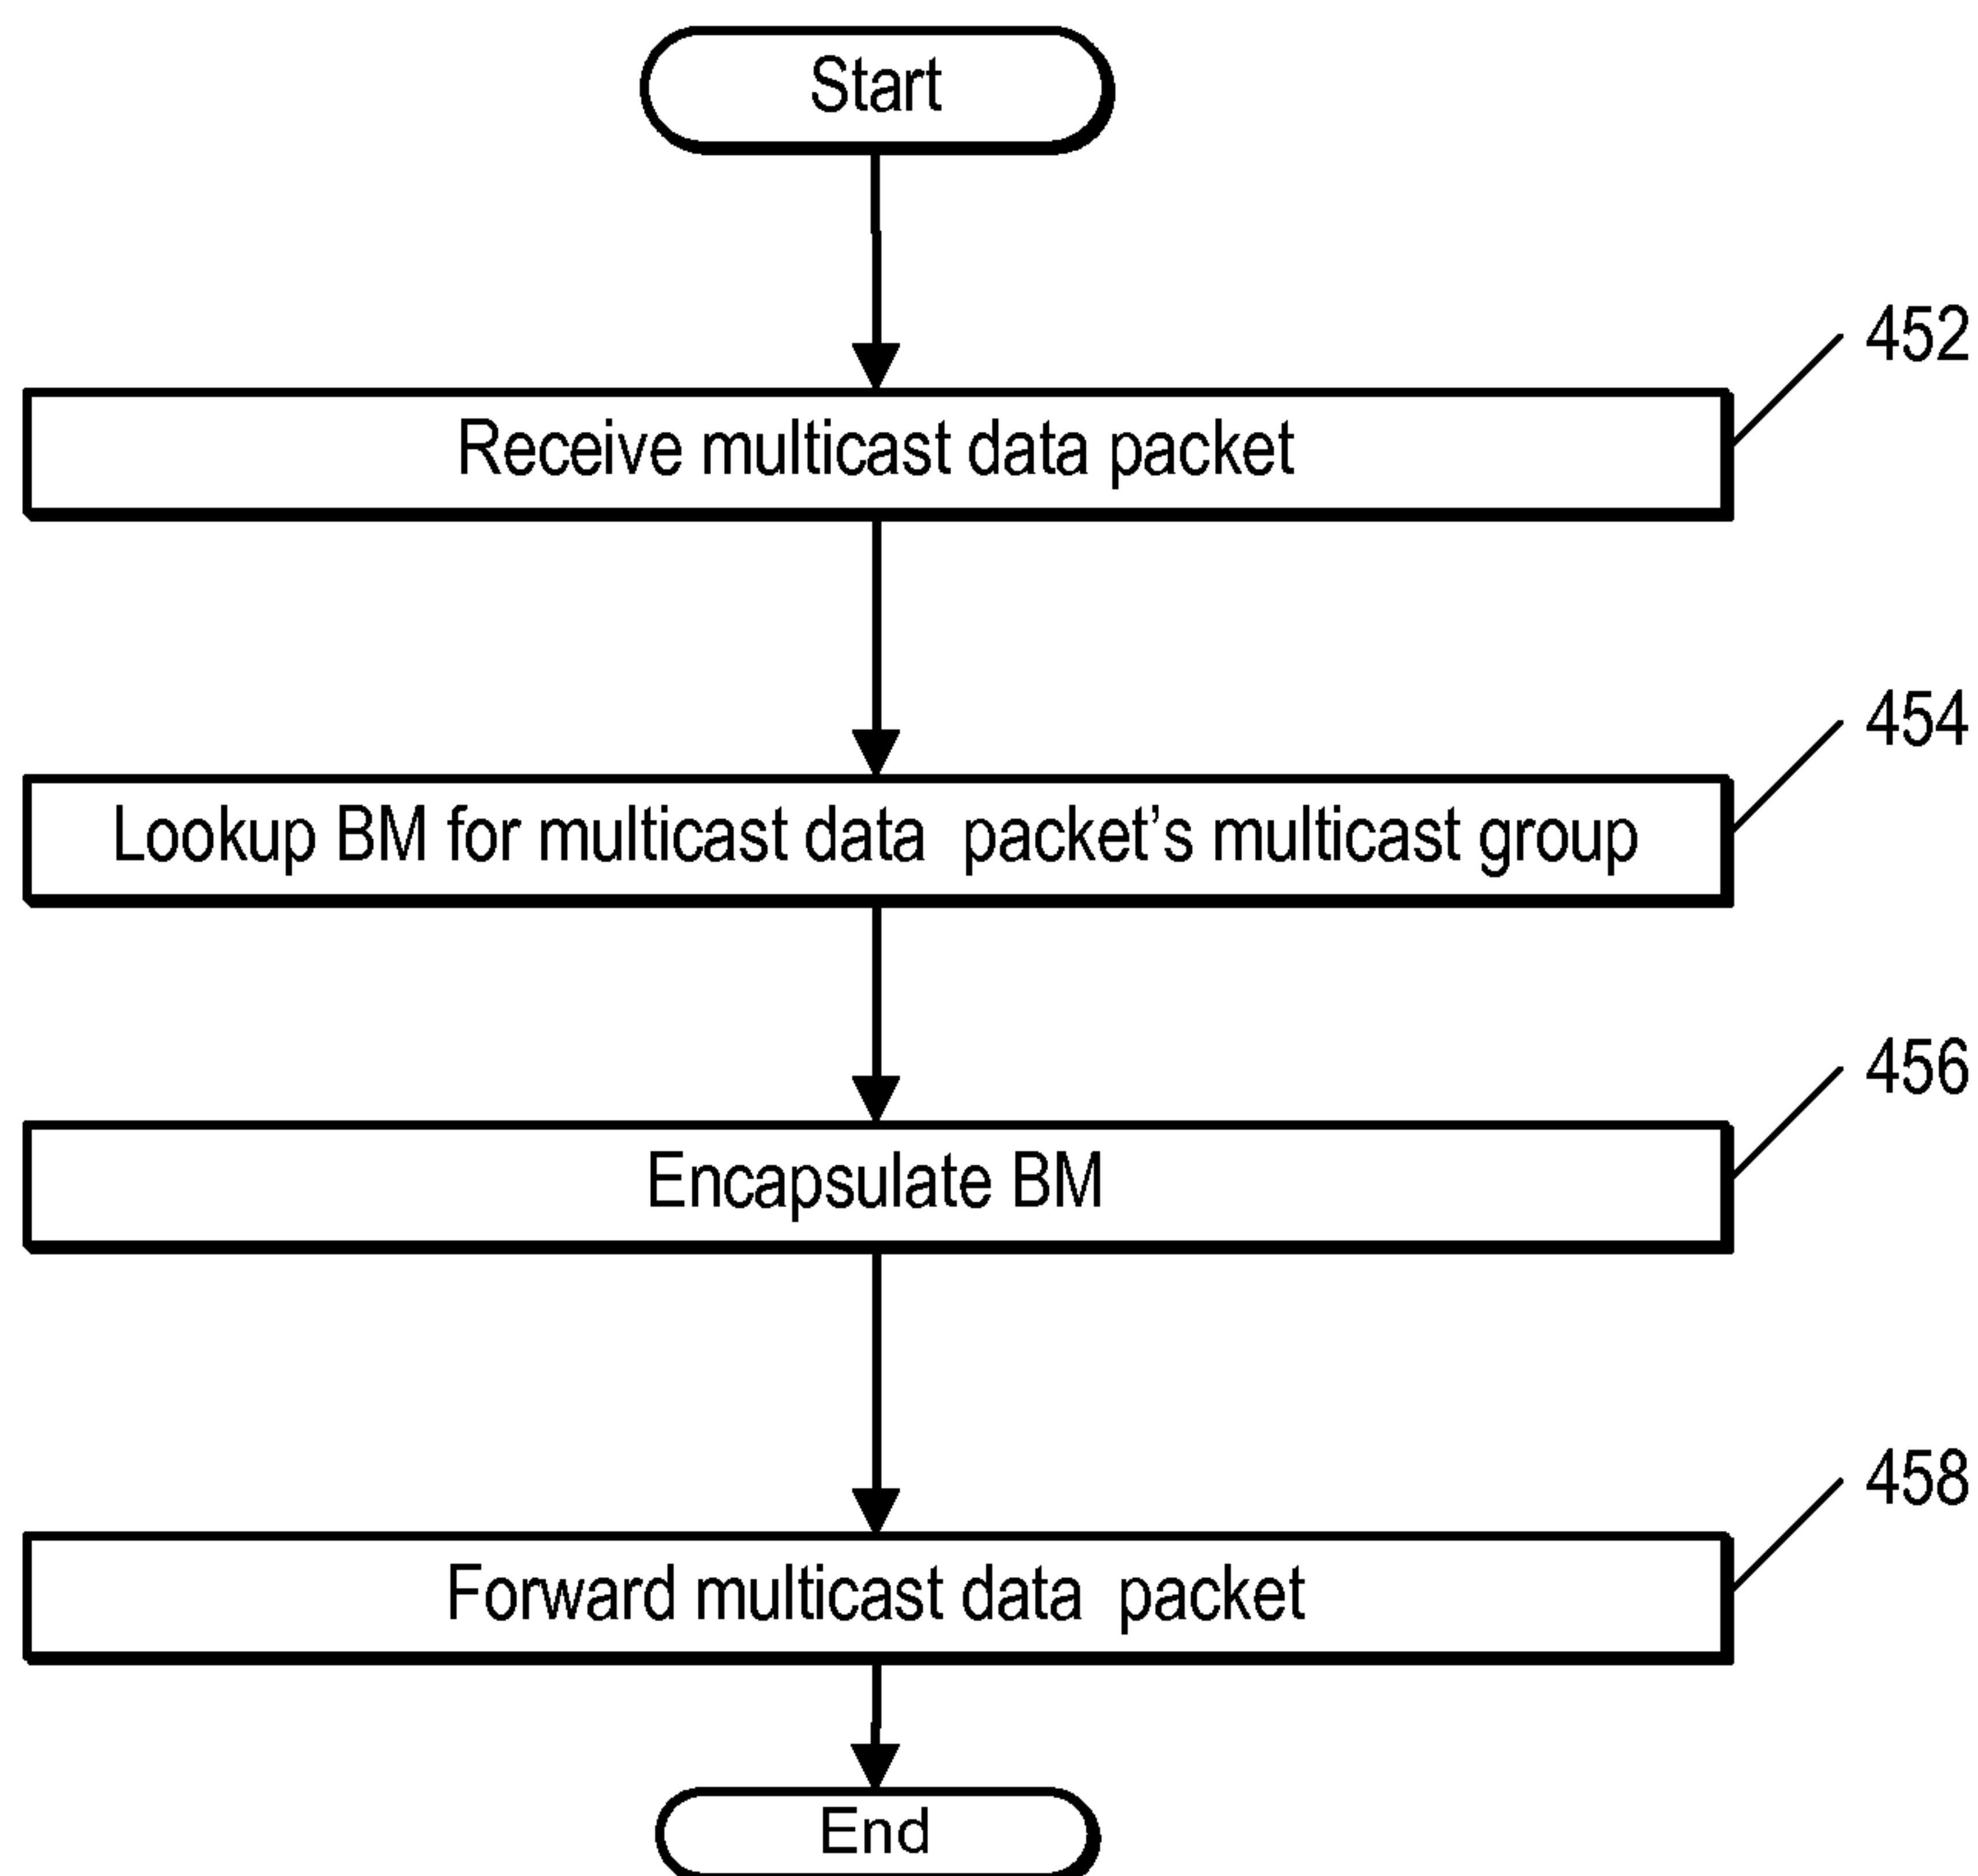 Start
452
Receive multicast data packet
454
Lookup BM for multicast data packet's multicast group
456
Encapsulate BM
458
Forward multicast data packet
End